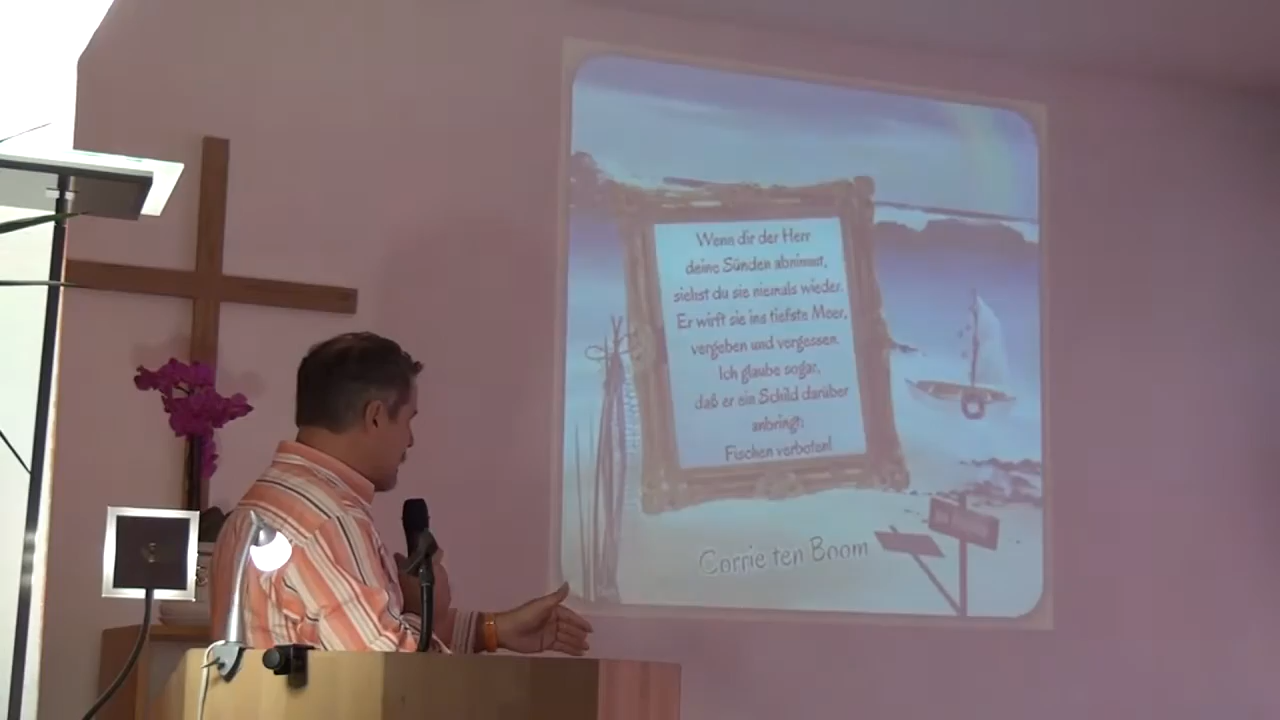 Wenn dir der Herr
deine Sünden abnimmt,
siehst du sie niemals wieder.
Er wirft sie ins tiefste Meer,
vergeben und vergessen.
Ich glaube sogar,
daß er ein Schild darüber
anbringt:
Fischen verboten!
Corrie ten Boom